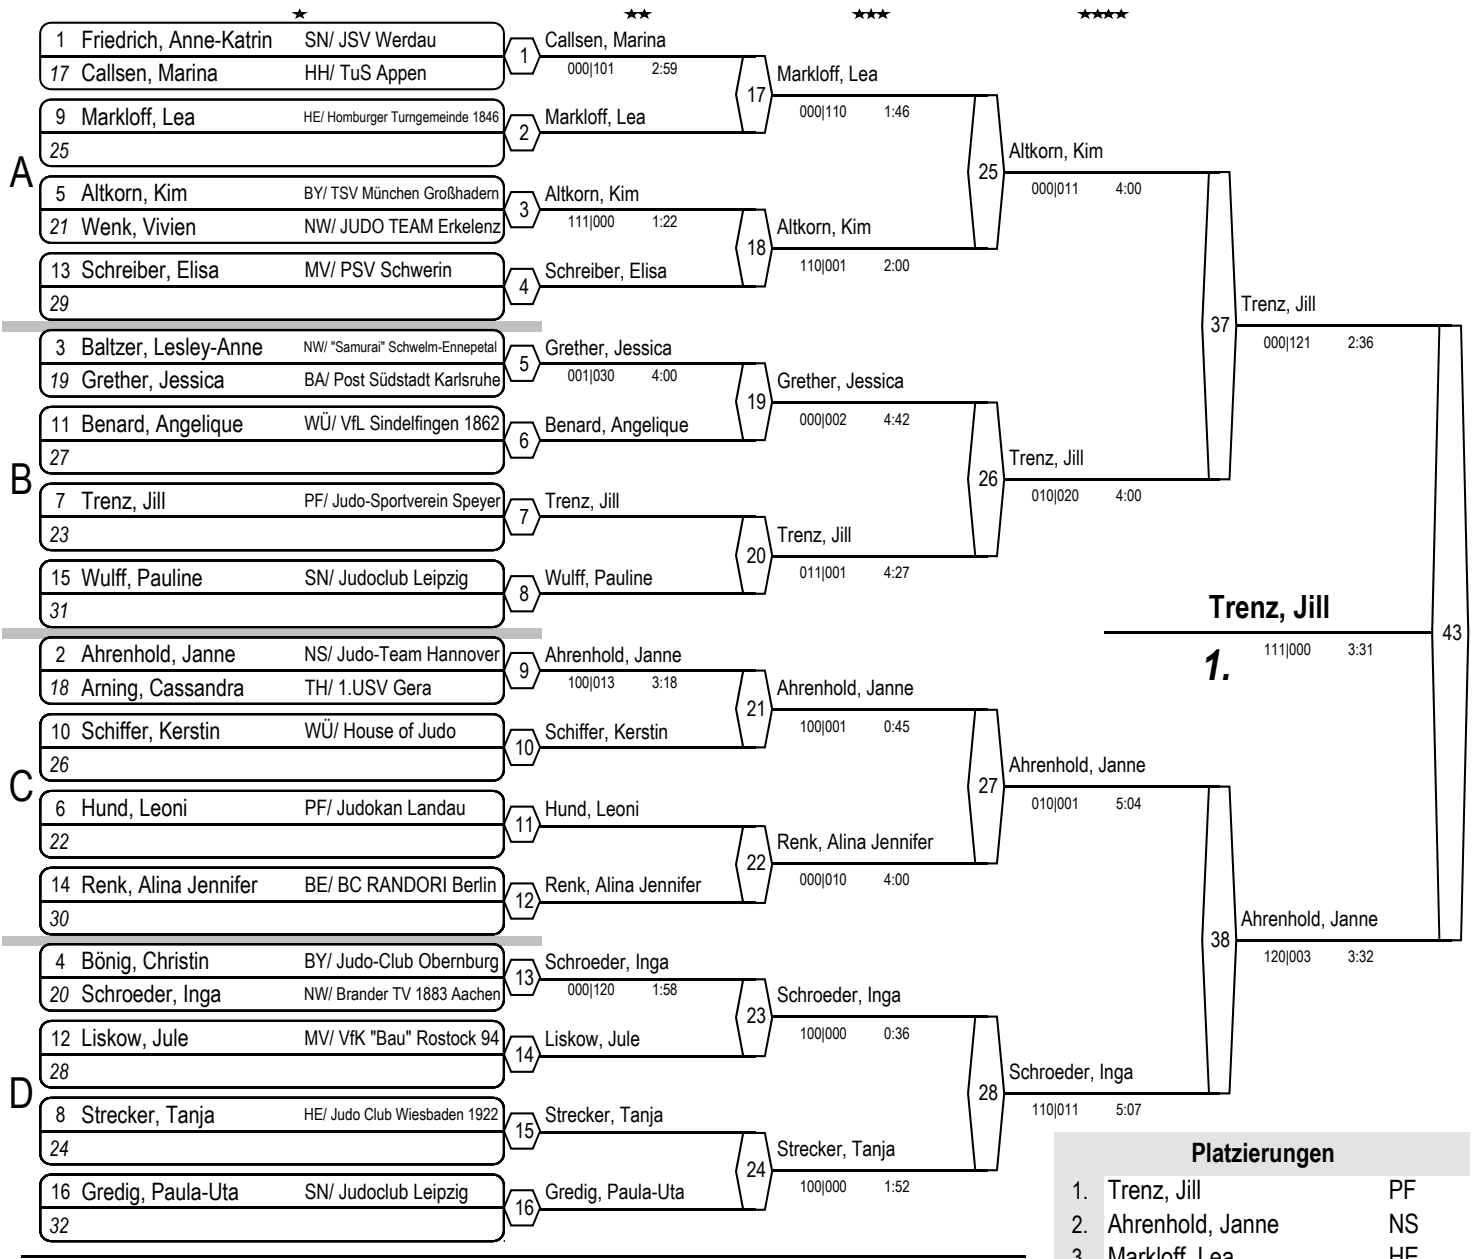 ★ ★★ ★★★ ★★★★
A
1 Friedrich, Anne-Katrin SN/ JSV Werdau
17 Callsen, Marina HH/ TuS Appen
9 Markloff, Lea HE/ Homburger Turngemeinde 1846
25
5 Altkorn, Kim BY/ TSV München Großhadern
21 Wenk, Vivien NW/ JUDO TEAM Erkelenz
13 Schreiber, Elisa MV/ PSV Schwerin
29
B
3 Baltzer, Lesley-Anne NW/ "Samurai" Schwelm-Ennepetal
19 Grether, Jessica BA/ Post Südstadt Karlsruhe
11 Benard, Angelique WÜ/ VfL Sindelfingen 1862
27
7 Trenz, Jill PF/ Judo-Sportverein Speyer
23
15 Wulff, Pauline SN/ Judoclub Leipzig
31
C
2 Ahrenhold, Janne NS/ Judo-Team Hannover
18 Arning, Cassandra TH/ 1.USV Gera
10 Schiffer, Kerstin WÜ/ House of Judo
26
6 Hund, Leoni PF/ Judokan Landau
22
14 Renk, Alina Jennifer BE/ BC RANDORI Berlin
30
D
4 Bönig, Christin BY/ Judo-Club Obernburg
20 Schroeder, Inga NW/ Brander TV 1883 Aachen
12 Liskow, Jule MV/ VfK "Bau" Rostock 94
28
8 Strecker, Tanja HE/ Judo Club Wiesbaden 1922
24
16 Gredig, Paula-Uta SN/ Judoclub Leipzig
32
1 Callsen, Marina
000|101 2:59
2 Markloff, Lea
3 Altkorn, Kim
111|000 1:22
4 Schreiber, Elisa
5 Grether, Jessica
001|030 4:00
6 Benard, Angelique
7 Trenz, Jill
8 Wulff, Pauline
9 Ahrenhold, Janne
100|013 3:18
10 Schiffer, Kerstin
11 Hund, Leoni
12 Renk, Alina Jennifer
13 Schroeder, Inga
000|120 1:58
14 Liskow, Jule
15 Strecker, Tanja
16 Gredig, Paula-Uta
17 Markloff, Lea
000|110 1:46
18 Altkorn, Kim
110|001 2:00
19 Grether, Jessica
000|002 4:42
20 Trenz, Jill
011|001 4:27
21 Ahrenhold, Janne
100|001 0:45
22 Renk, Alina Jennifer
000|010 4:00
23 Schroeder, Inga
100|000 0:36
24 Strecker, Tanja
100|000 1:52
25 Altkorn, Kim
000|011 4:00
26 Trenz, Jill
010|020 4:00
27 Ahrenhold, Janne
010|001 5:04
28 Schroeder, Inga
110|011 5:07
37 Trenz, Jill
000|121 2:36
38 Ahrenhold, Janne
120|003 3:32
43
Trenz, Jill
1. 111|000 3:31
Platzierungen
1. Trenz, Jill PF
2. Ahrenhold, Janne NS
3. Markloff, Lea HE